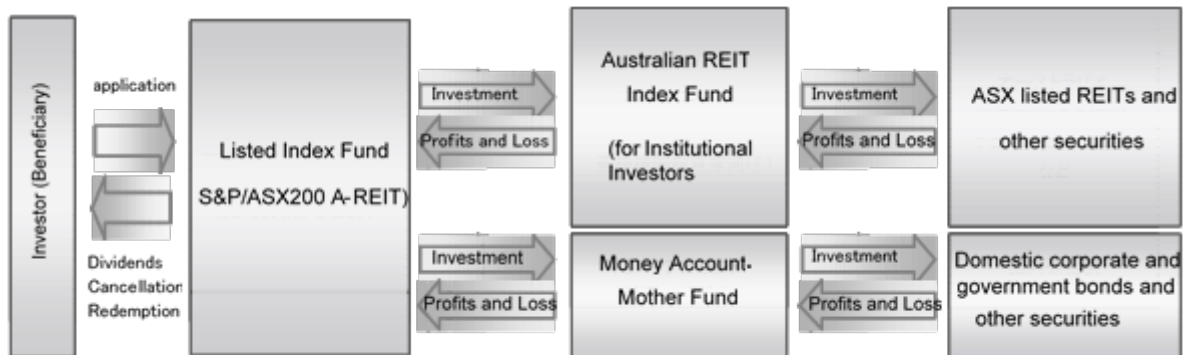 Investor (Beneficiary)
application
Dividends
Cancellation
Redemption
Listed Index Fund
S&P/ASX200 A-REIT)
Investment
Profits and Loss
Australian REIT
Index Fund
(for Institutional
Investors
Investment
Profits and Loss
ASX listed REITs and
other securities
Investment
Profits and Loss
Money Account·
Mother Fund
Investment
Profits and Loss
Domestic corporate and
government bonds and
other securities